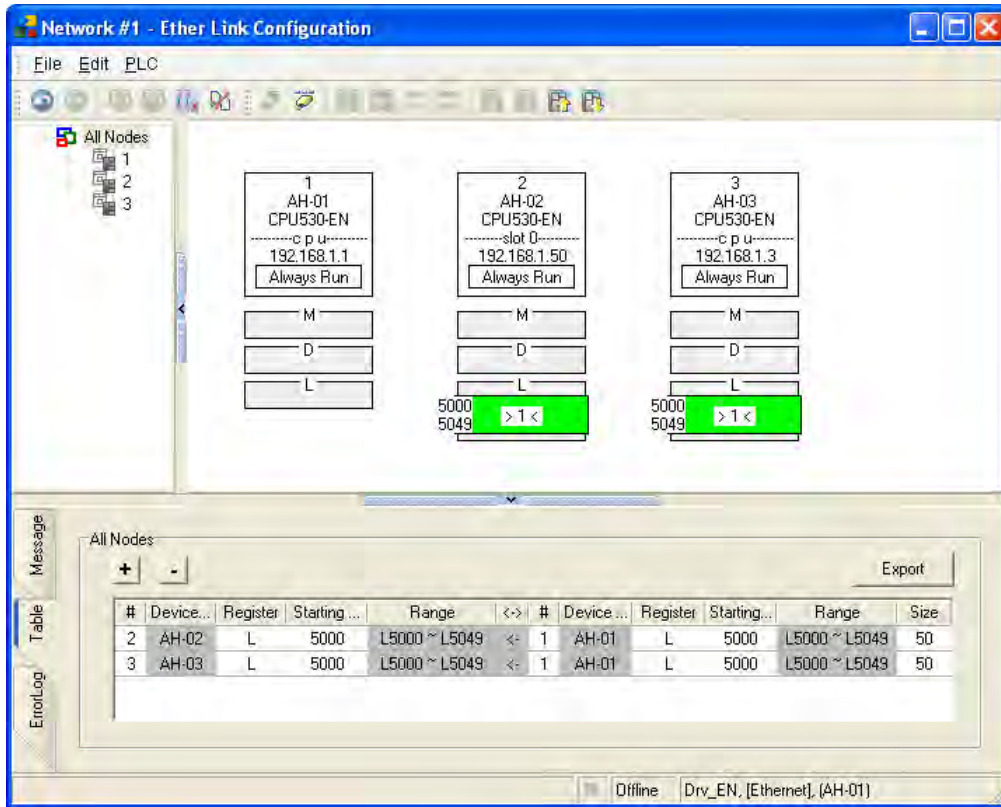 Network #1 - Ether Link Configuration
File Edit PLC
All Nodes
1
2
3
1
AH-01
CPU530-EN
---------c p u---------
192.168.1.1
Always Run
M
D
L
2
AH-02
CPU530-EN
---------slot 0---------
192.168.1.50
Always Run
M
D
L
5000
5049
> 1 <
3
AH-03
CPU530-EN
---------c p u---------
192.168.1.3
Always Run
M
D
L
5000
5049
> 1 <
Message
Table
ErrorLog
All Nodes
+ - Export
# Device... Register Starting ... Range <-> # Device ... Register Starting... Range Size
2 AH-02 L 5000 L5000 ~ L5049 <- 1 AH-01 L 5000 L5000 ~ L5049 50
3 AH-03 L 5000 L5000 ~ L5049 <- 1 AH-01 L 5000 L5000 ~ L5049 50
Offline Drv_EN, [Ethernet], (AH-01)